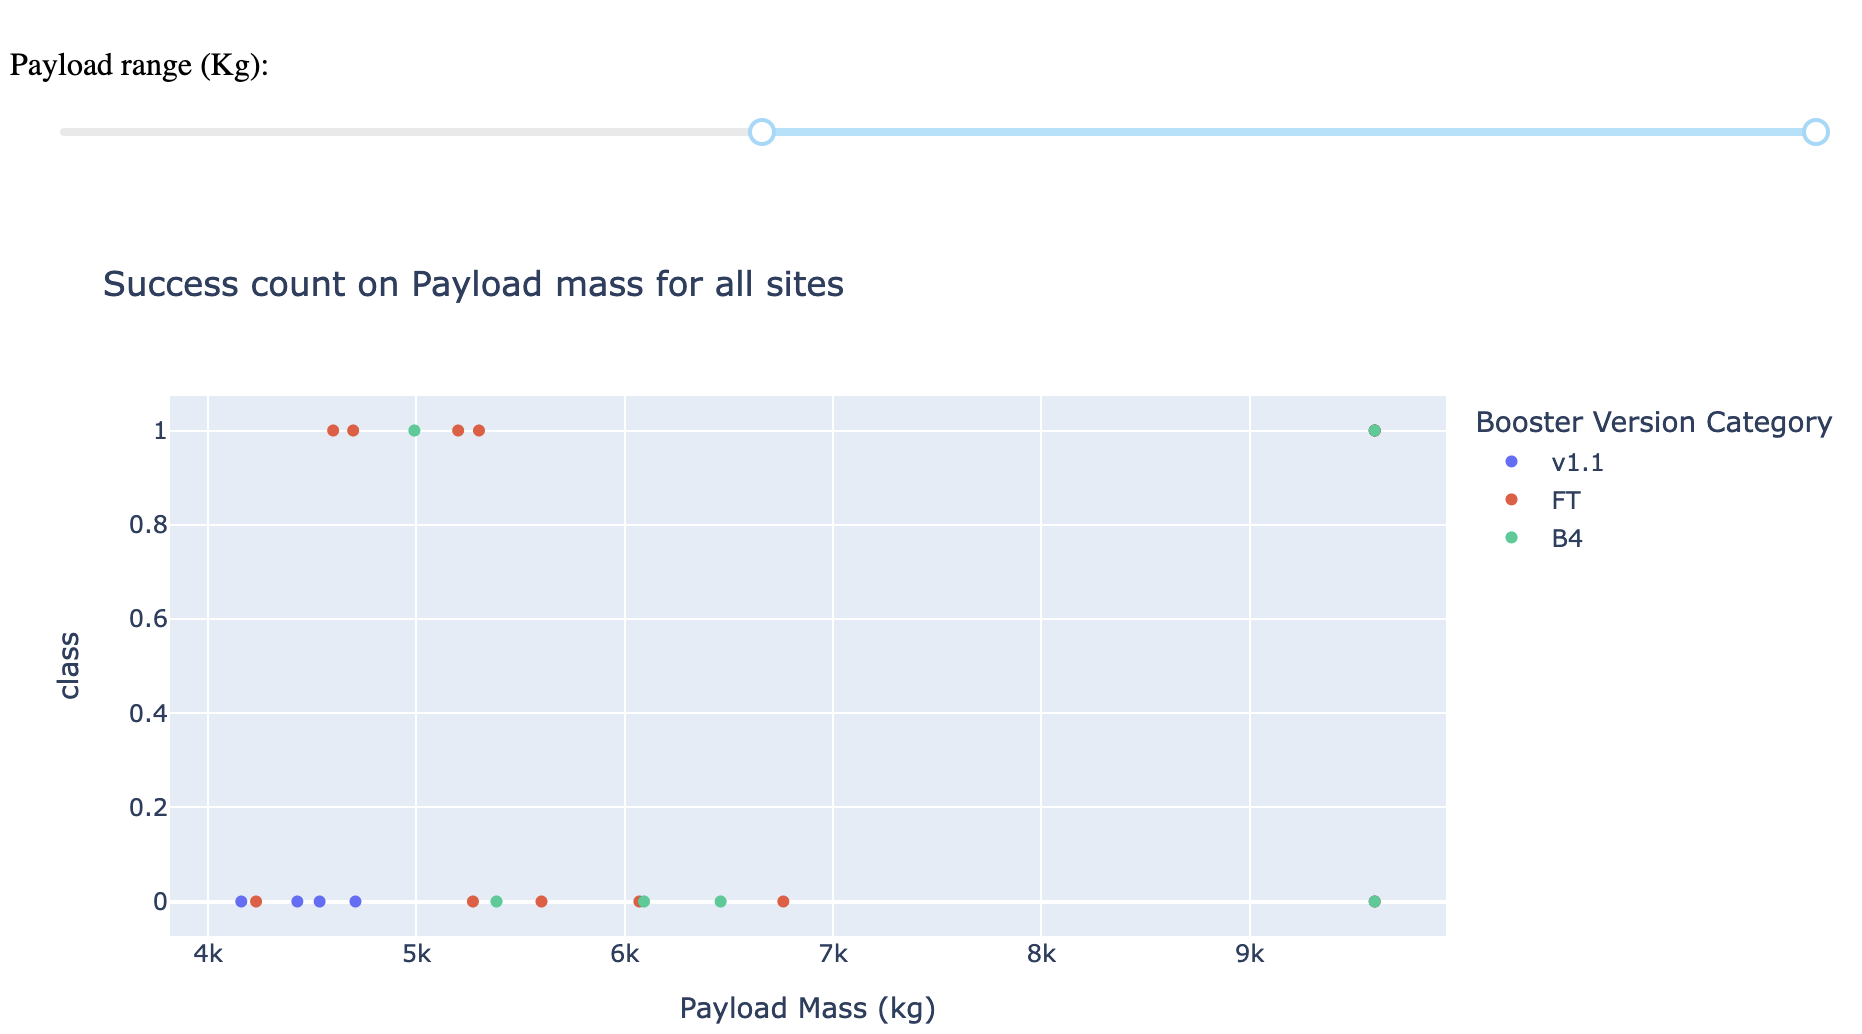 Payload range (Kg):
Success count on Payload mass for all sites
1
0.8
0.6
0.4
0.2
0
class
4k
5k
6k
7k
8k
9k
Payload Mass (kg)
Booster Version Category
v1.1
FT
B4